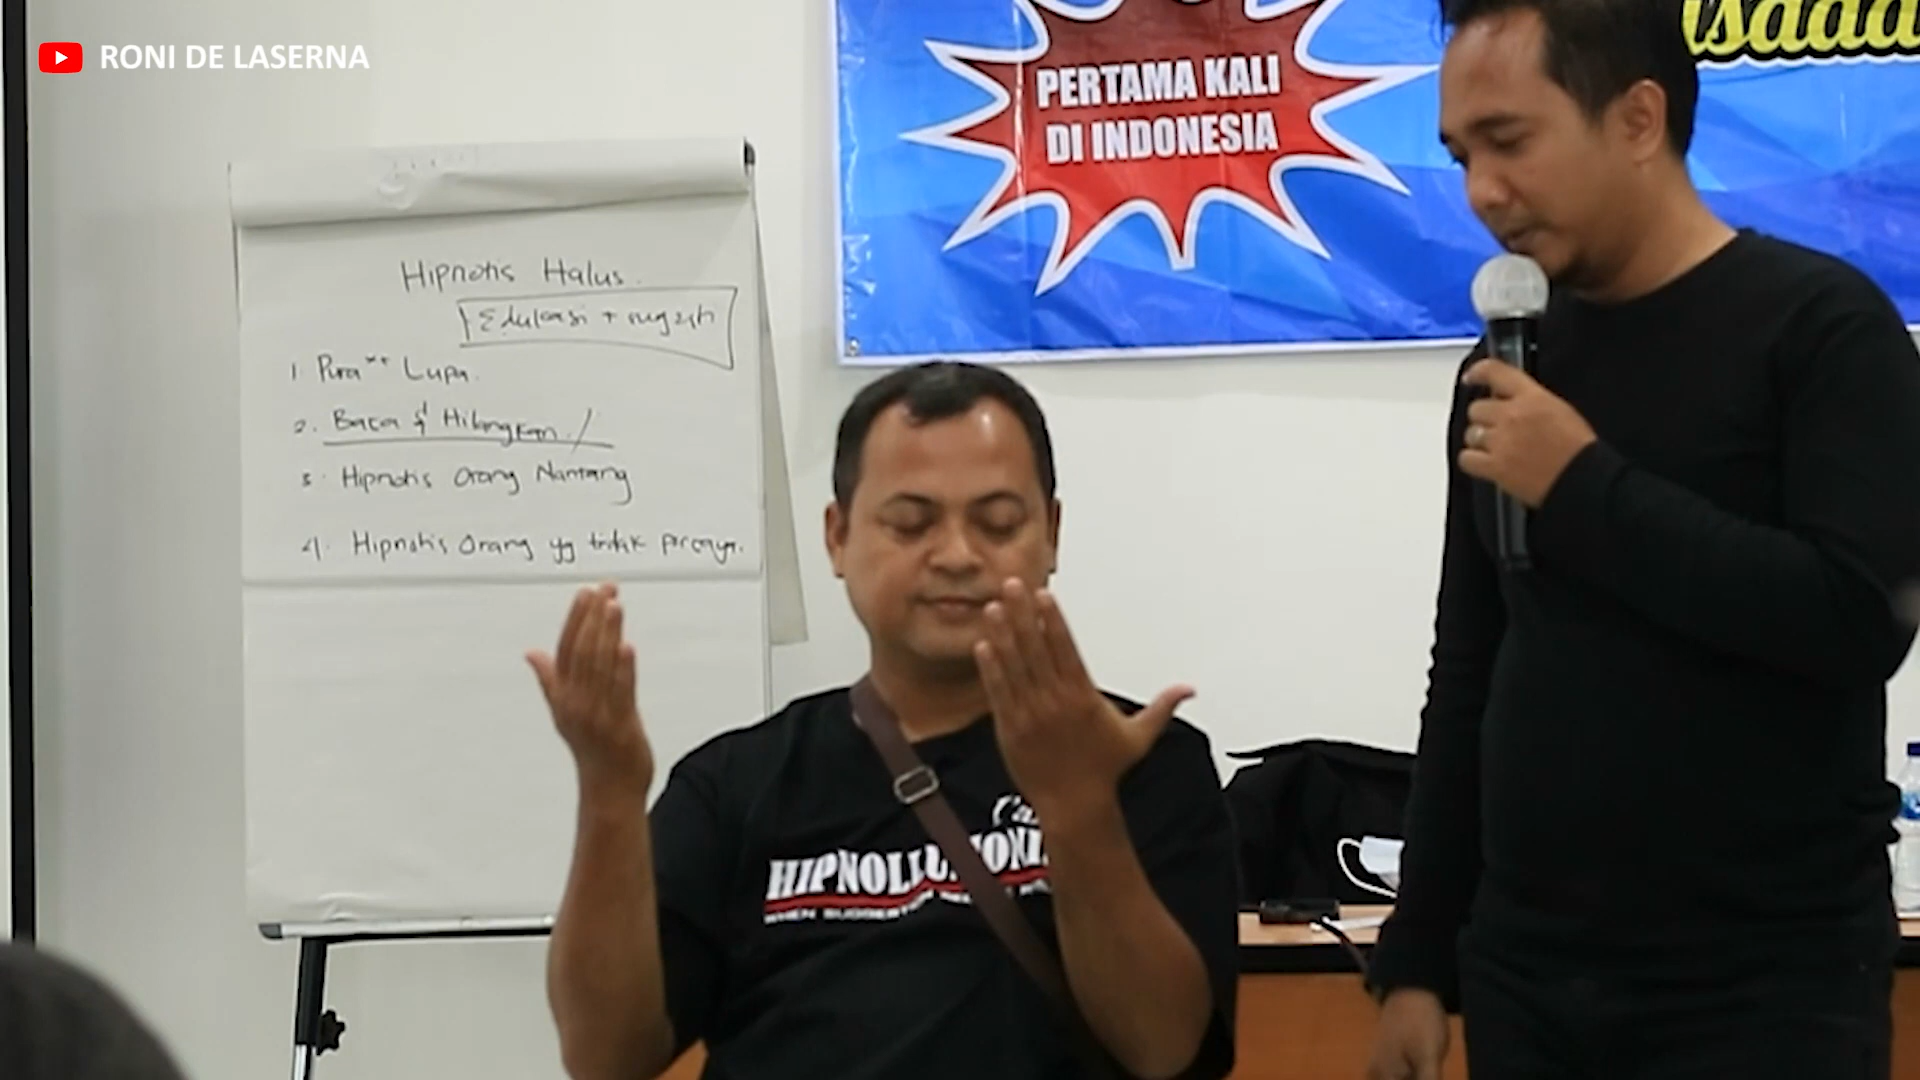 RONI DE LASERNA
PERTAMA KALI
DI INDONESIA
Hipnotis Halus.
Edukasi + sugesti
1 Pura** Lupa.
2. Baca & Hilangkan
3. Hipnotis Orang Nantang
4. Hipnotis Orang yg tidak percaya.